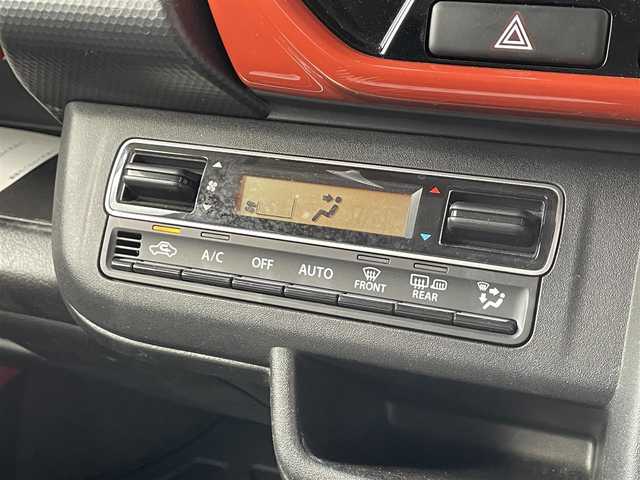 A/C OFF AUTO FRONT REAR